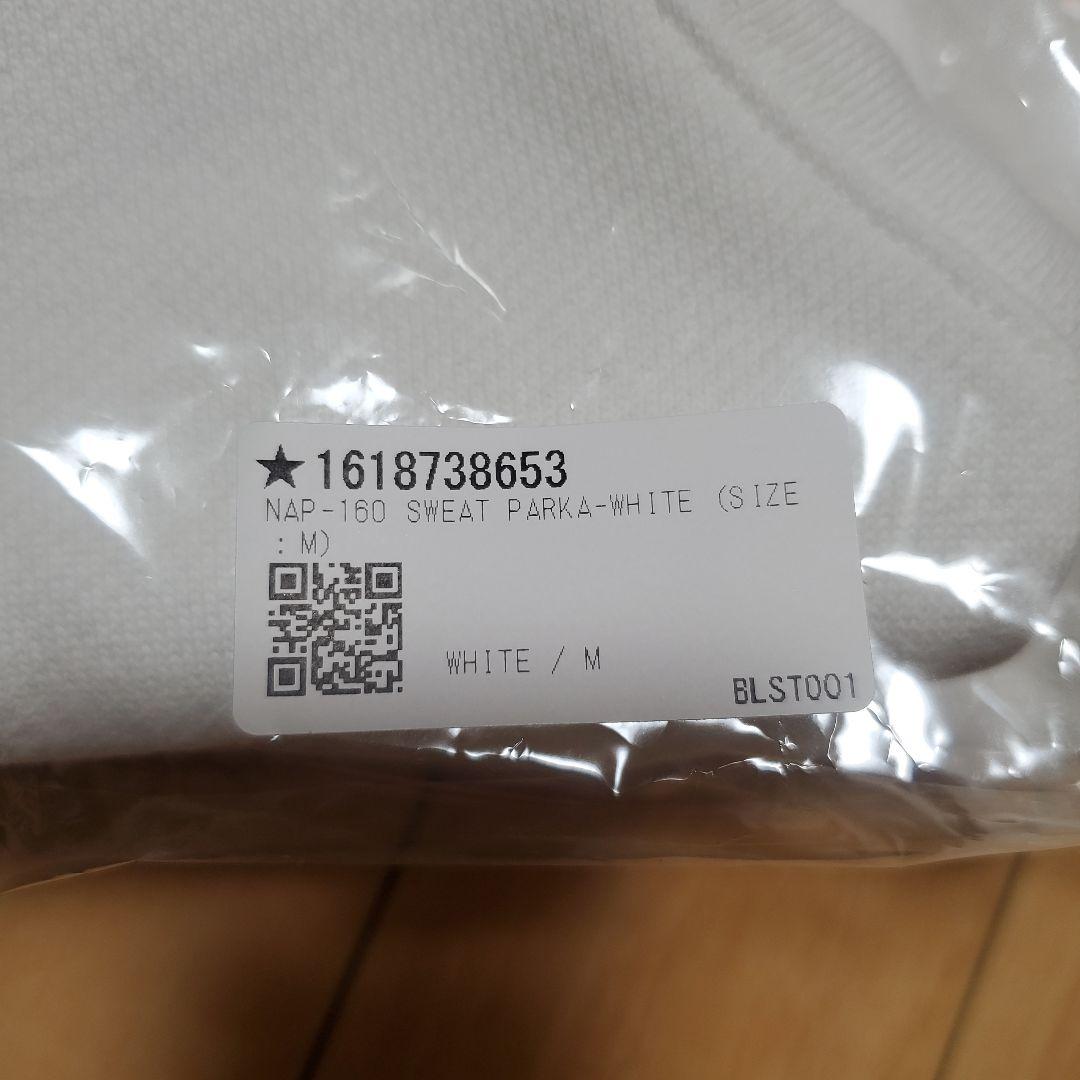 ★1618738653
NAP-160 SWEAT PARKA-WHITE (SIZE
: M)
WHITE / M
BLST001